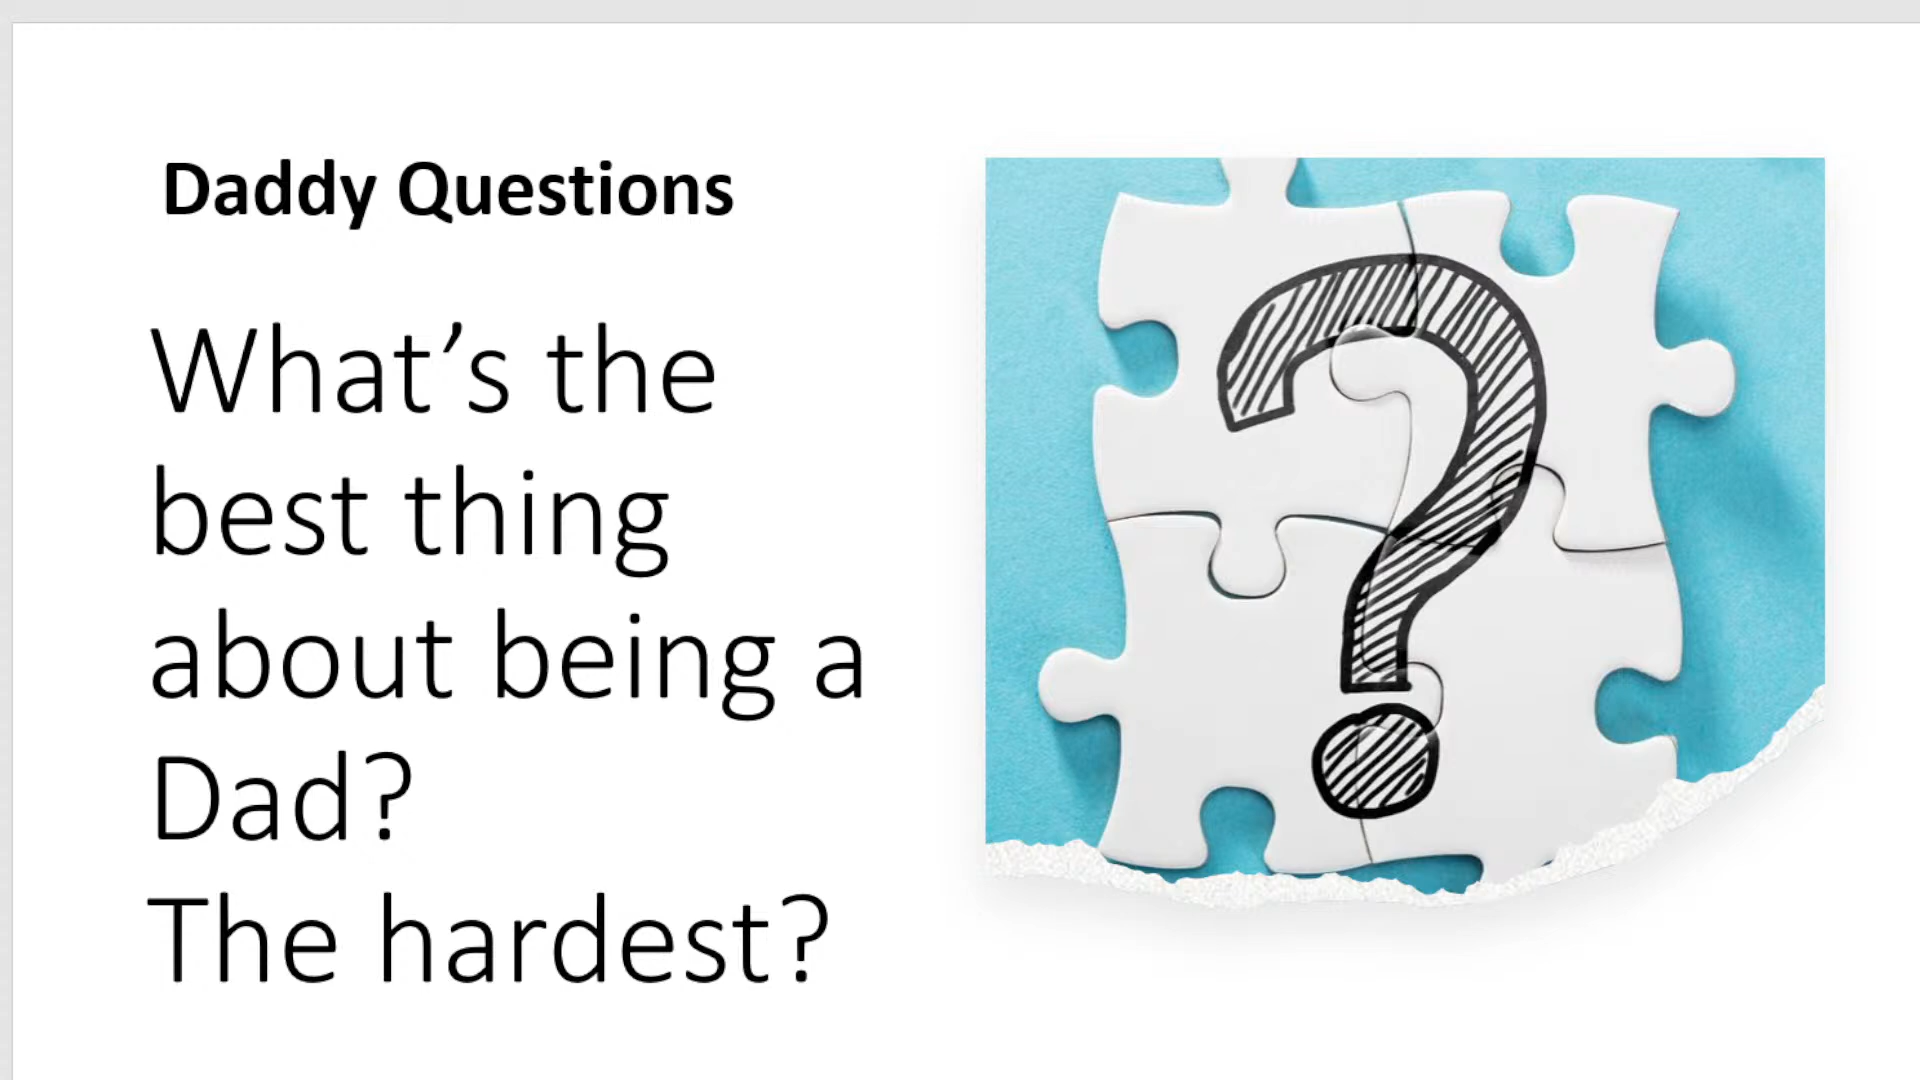 Daddy Questions
What’s the
best thing
about being a
Dad?
The hardest?
?